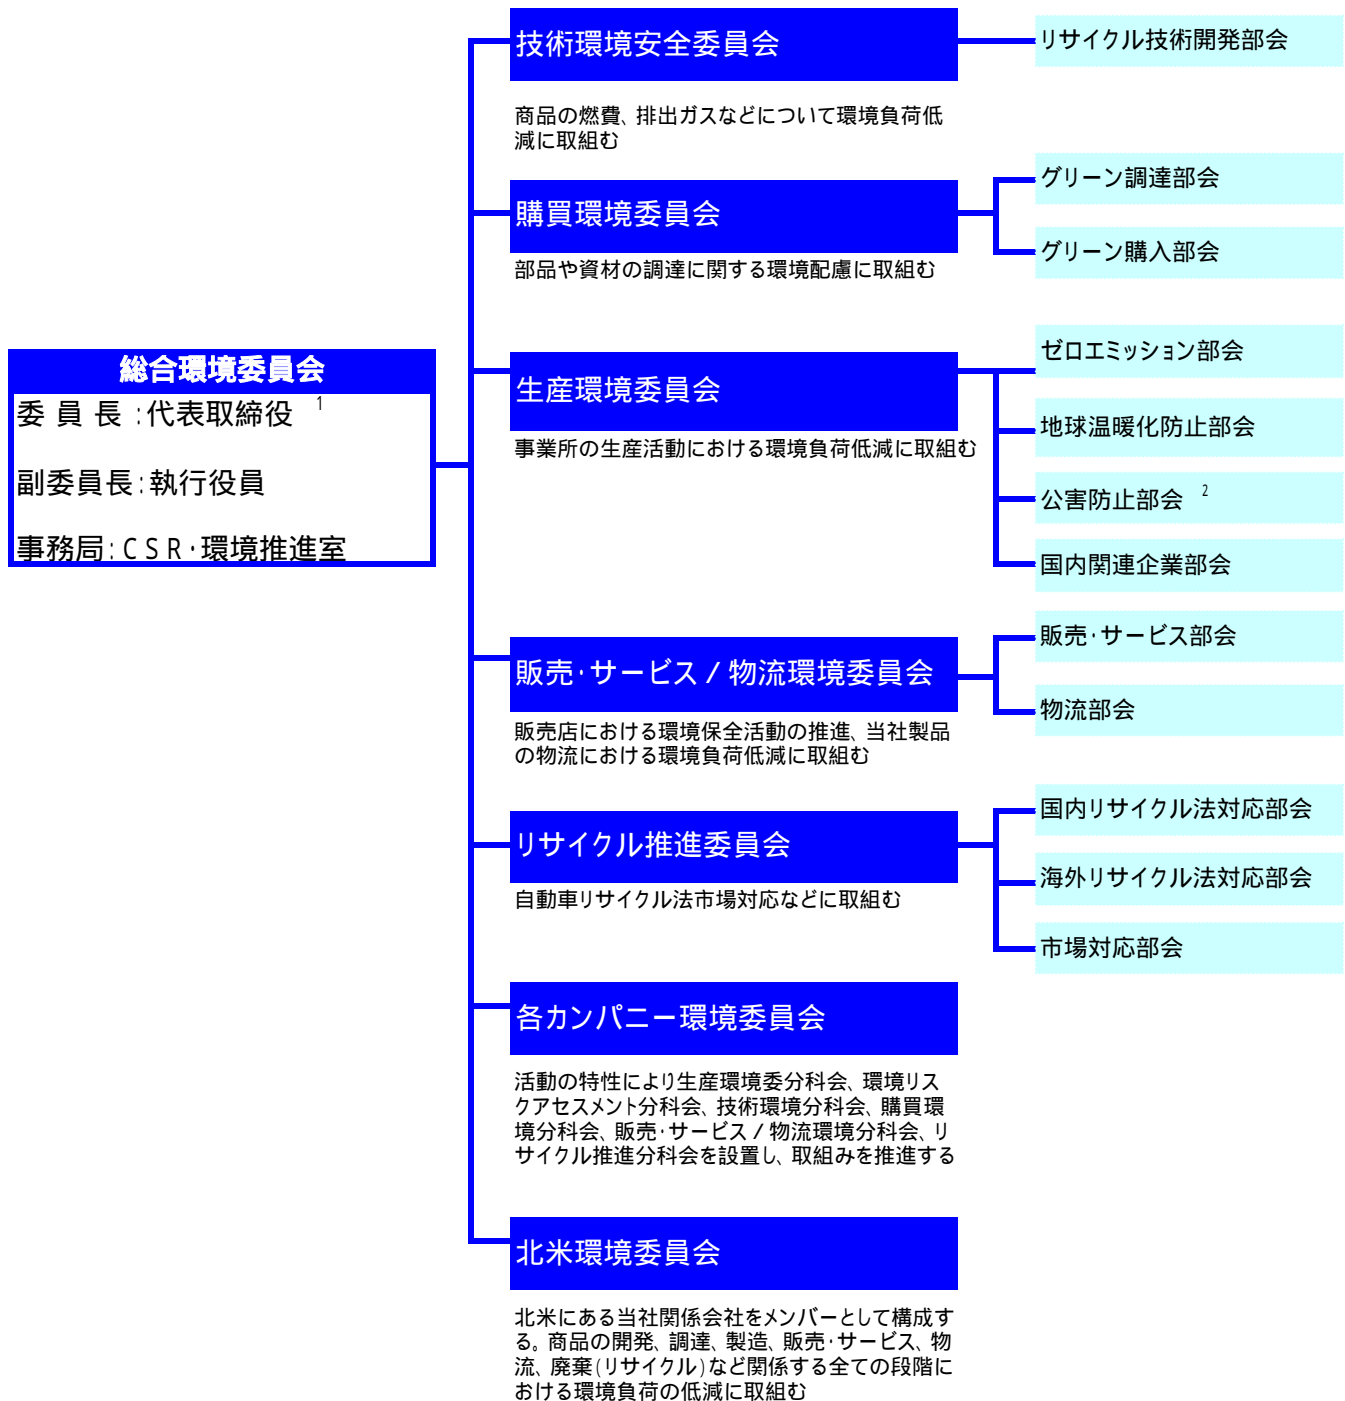 技術環境安全委員会
リサイクル技術開発部会
商品の燃費、排出ガスなどについて環境負荷低
減に取組む
購買環境委員会
グリーン調達部会
グリーン購入部会
部品や資材の調達に関する環境配慮に取組む
総合環境委員会
委 員 長 :代表取締役 1
副委員長:執行役員
事務局:CSR・環境推進室
生産環境委員会
事業所の生産活動における環境負荷低減に取組む
ゼロエミッション部会
地球温暖化防止部会
公害防止部会 2
国内関連企業部会
販売・サービス/物流環境委員会
販売店における環境保全活動の推進、当社製品
の物流における環境負荷低減に取組む
販売・サービス部会
物流部会
リサイクル推進委員会
自動車リサイクル法市場対応などに取組む
国内リサイクル法対応部会
海外リサイクル法対応部会
市場対応部会
各カンパニー環境委員会
活動の特性により生産環境委分科会、環境リス
クアセスメント分科会、技術環境分科会、購買環
境分科会、販売・サービス/物流環境分科会、リ
サイクル推進分科会を設置し、取組みを推進する
北米環境委員会
北米にある当社関係会社をメンバーとして構成す
る。商品の開発、調達、製造、販売・サービス、物
流、廃棄(リサイクル)など関係する全ての段階に
おける環境負荷の低減に取組む